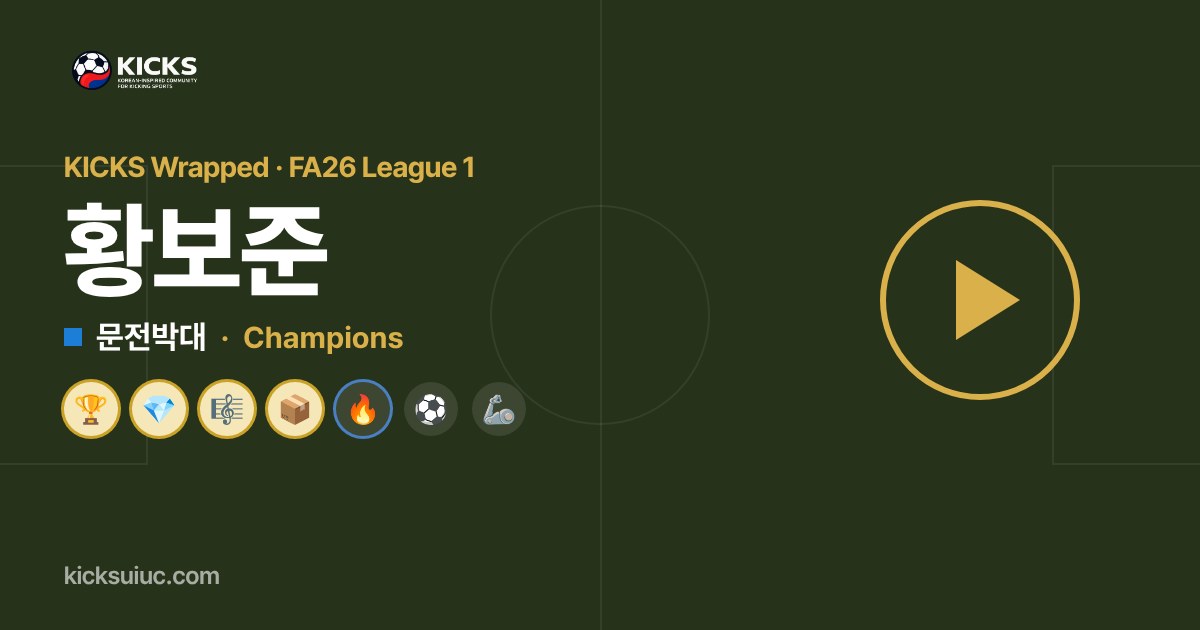 KICKS
KOREAN-INSPIRED COMMUNITY
FOR KICKING SPORTS
KICKS Wrapped · FA26 League 1
황보준
문전박대 · Champions
kicksuiuc.com